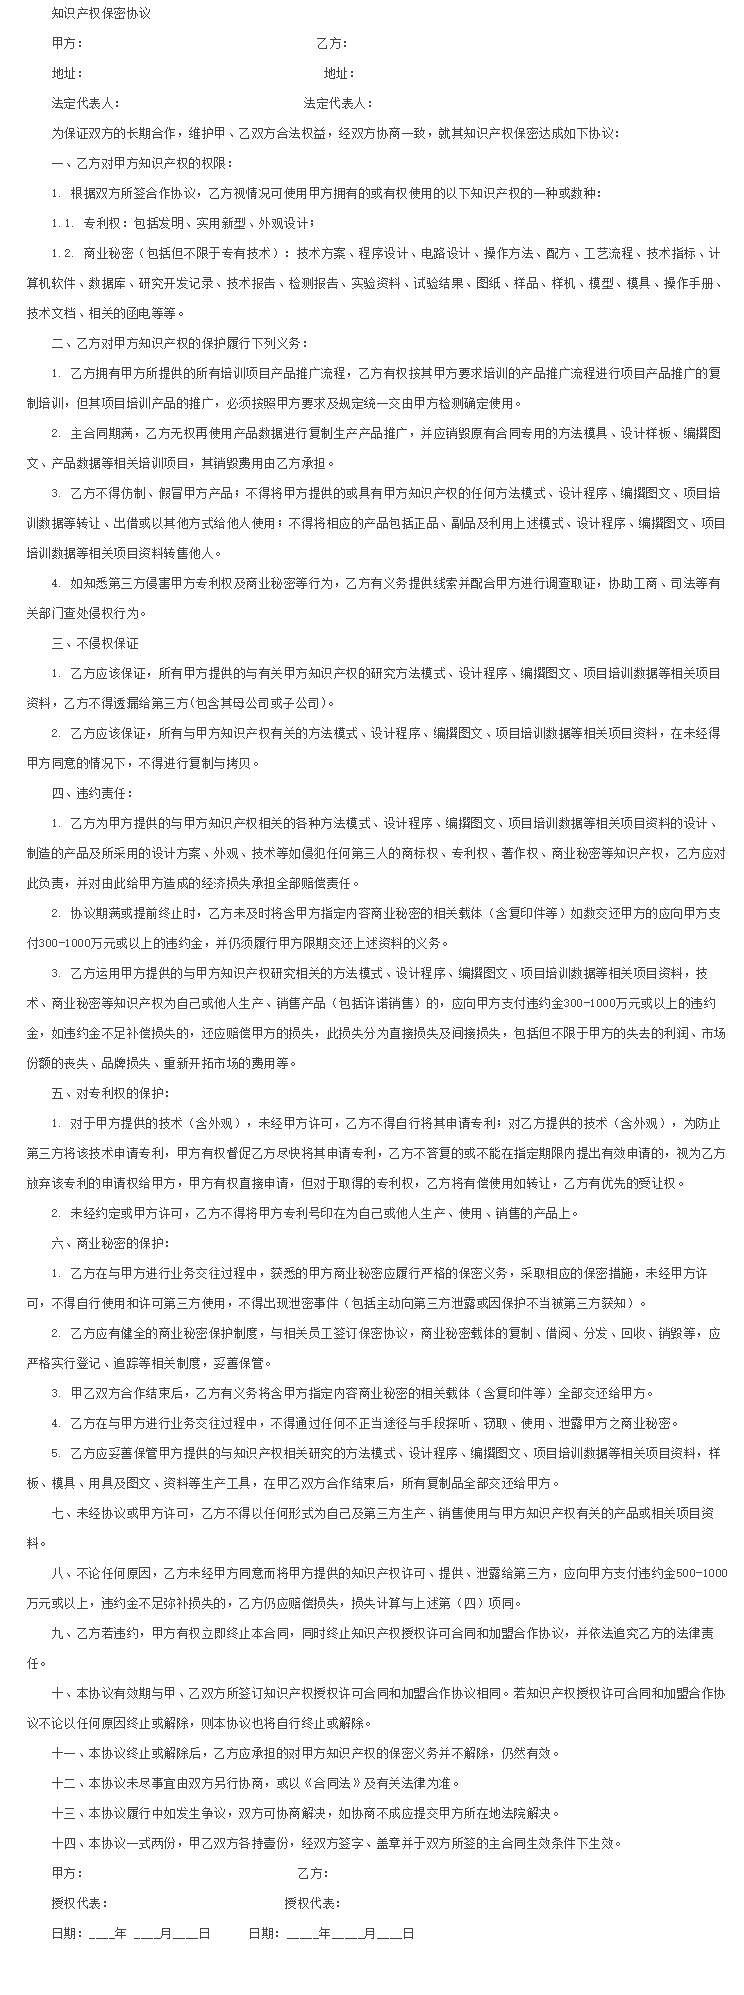 知识产权保密协议
甲方: 乙方:
地址: 地址:
法定代表人: 法定代表人:
为保证双方的长期合作，维护甲、乙双方合法权益，经双方协商一致，就其知识产权保密达成如下协议:
一、乙方对甲方知识产权的权限:
1. 根据双方所签合作协议，乙方视情况可使用甲方拥有的或有权使用的以下知识产权的一种或数种:
1.1. 专利权: 包括发明、实用新型、外观设计;
1.2. 商业秘密（包括但不限于专有技术）: 技术方案、程序设计、电路设计、操作方法、配方、工艺流程、技术指标、计
算机软件、数据库、研究开发记录、技术报告、检测报告、实验资料、试验结果、图纸、样品、样机、模型、模具、操作手册、
技术文档、相关的函电等等。
二、乙方对甲方知识产权的保护履行下列义务:
1. 乙方拥有甲方所提供的所有培训项目产品推广流程，乙方有权按其甲方要求培训的产品推广流程进行项目产品推广的复
制培训，但其项目培训产品的推广，必须按照甲方要求及规定统一交由甲方检测确定使用。
2. 主合同期满，乙方无权再使用产品数据进行复制生产产品推广，并应销毁原有合同专用的方法模具、设计样板、编撰图
文、产品数据等相关培训项目，其销毁费用由乙方承担。
3. 乙方不得仿制、假冒甲方产品; 不得将甲方提供的或具有甲方知识产权的任何方法模式、设计程序、编撰图文、项目培
训数据等转让、出借或以其他方式给他人使用; 不得将相应的产品包括正品、副品及利用上述模式、设计程序、编撰图文、项目
培训数据等相关项目资料转售他人。
4. 如知悉第三方侵害甲方专利权及商业秘密等行为，乙方有义务提供线索并配合甲方进行调查取证，协助工商、司法等有
关部门查处侵权行为。
三、不侵权保证
1. 乙方应该保证，所有甲方提供的与有关甲方知识产权的研究方法模式、设计程序、编撰图文、项目培训数据等相关项目
资料，乙方不得透漏给第三方(包含其母公司或子公司)。
2. 乙方应该保证，所有与甲方知识产权有关的方法模式、设计程序、编撰图文、项目培训数据等相关项目资料，在未经得
甲方同意的情况下，不得进行复制与拷贝。
四、违约责任:
1. 乙方为甲方提供的与甲方知识产权相关的各种方法模式、设计程序、编撰图文、项目培训数据等相关项目资料的设计、
制造的产品及所采用的设计方案、外观、技术等如侵犯任何第三人的商标权、专利权、著作权、商业秘密等知识产权，乙方应对
此负责，并对由此给甲方造成的经济损失承担全部赔偿责任。
2. 协议期满或提前终止时，乙方未及时将含甲方指定内容商业秘密的相关载体（含复印件等）如数交还甲方的应向甲方支
付300-1000万元或以上的违约金，并仍须履行甲方限期交还上述资料的义务。
3. 乙方运用甲方提供的与甲方知识产权研究相关的方法模式、设计程序、编撰图文、项目培训数据等相关项目资料，技
术、商业秘密等知识产权为自己或他人生产、销售产品（包括许诺销售）的，应向甲方支付违约金300-1000万元或以上的违约
金，如违约金不足补偿损失的，还应赔偿甲方的损失，此损失分为直接损失及间接损失，包括但不限于甲方的失去的利润、市场
份额的丧失、品牌损失、重新开拓市场的费用等。
五、对专利权的保护:
1. 对于甲方提供的技术（含外观），未经甲方许可，乙方不得自行将其申请专利; 对乙方提供的技术（含外观），为防止
第三方将该技术申请专利，甲方有权督促乙方尽快将其申请专利，乙方不答复的或不能在指定期限内提出有效申请的，视为乙方
放弃该专利的申请权给甲方，甲方有权直接申请，但对于取得的专利权，乙方将有偿使用如转让，乙方有优先的受让权。
2. 未经约定或甲方许可，乙方不得将甲方专利号印在为自己或他人生产、使用、销售的产品上。
六、商业秘密的保护:
1. 乙方在与甲方进行业务交往过程中，获悉的甲方商业秘密应履行严格的保密义务，采取相应的保密措施，未经甲方许
可，不得自行使用和许可第三方使用，不得出现泄密事件（包括主动向第三方泄露或因保护不当被第三方获知）。
2. 乙方应有健全的商业秘密保护制度，与相关员工签订保密协议，商业秘密载体的复制、借阅、分发、回收、销毁等，应
严格实行登记、追踪等相关制度，妥善保管。
3. 甲乙双方合作结束后，乙方有义务将含甲方指定内容商业秘密的相关载体（含复印件等）全部交还给甲方。
4. 乙方在与甲方进行业务交往过程中，不得通过任何不正当途径与手段探听、窃取、使用、泄露甲方之商业秘密。
5. 乙方应妥善保管甲方提供的与知识产权相关研究的方法模式、设计程序、编撰图文、项目培训数据等相关项目资料，样
板、模具、用具及图文、资料等生产工具，在甲乙双方合作结束后，所有复制品全部交还给甲方。
七、未经协议或甲方许可，乙方不得以任何形式为自己及第三方生产、销售使用与甲方知识产权有关的产品或相关项目资
料。
八、不论任何原因，乙方未经甲方同意而将甲方提供的知识产权许可、提供、泄露给第三方，应向甲方支付违约金500-1000
万元或以上，违约金不足弥补损失的，乙方仍应赔偿损失，损失计算与上述第（四）项同。
九、乙方若违约，甲方有权立即终止本合同，同时终止知识产权授权许可合同和加盟合作协议，并依法追究乙方的法律责
任。
十、本协议有效期与甲、乙双方所签订知识产权授权许可合同和加盟合作协议相同。若知识产权授权许可合同和加盟合作协
议不论以任何原因终止或解除，则本协议也将自行终止或解除。
十一、本协议终止或解除后，乙方应承担的对甲方知识产权的保密义务并不解除，仍然有效。
十二、本协议未尽事宜由双方另行协商，或以《合同法》及有关法律为准。
十三、本协议履行中如发生争议，双方可协商解决，如协商不成应提交甲方所在地法院解决。
十四、本协议一式两份，甲乙双方各持壹份，经双方签字、盖章并于双方所签的主合同生效条件下生效。
甲方: 乙方:
授权代表: 授权代表:
日期: ____年 ____月____日 日期: _____年_____月____日